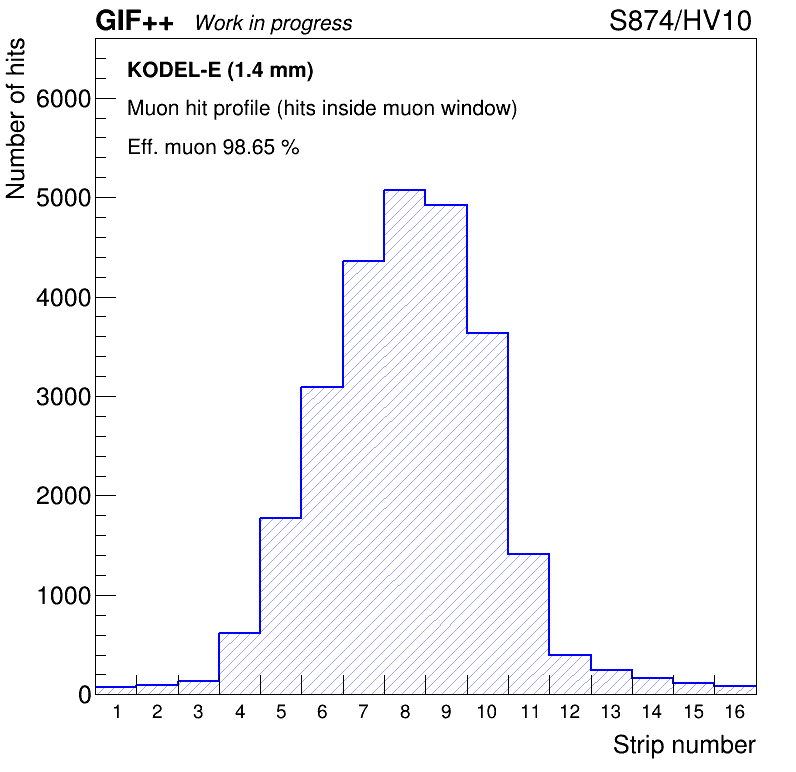 GIF++ Work in progress S874/HV10
Number of hits
KODEL-E (1.4 mm)
Muon hit profile (hits inside muon window)
Eff. muon 98.65 %
6000
5000
4000
3000
2000
1000
0
1 2 3 4 5 6 7 8 9 10 11 12 13 14 15 16
Strip number